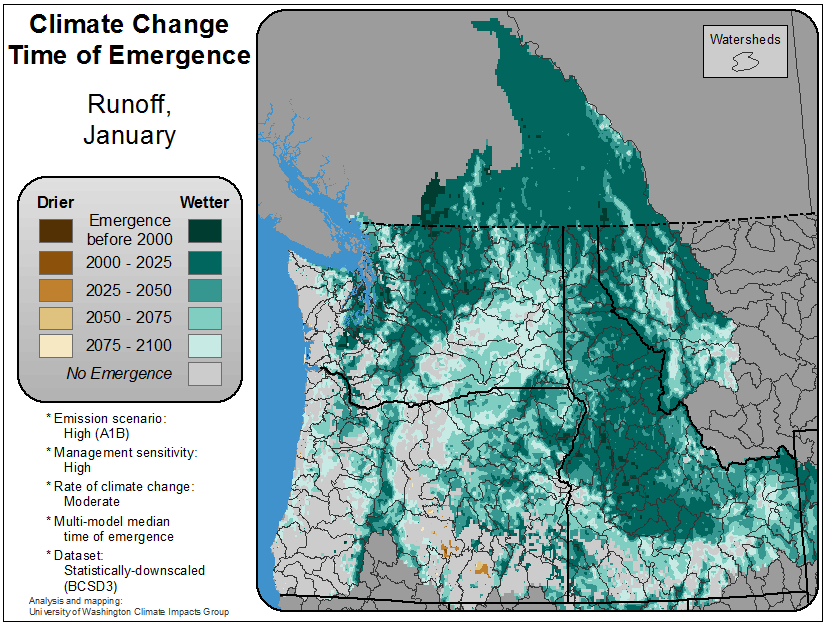 Climate Change
Time of Emergence
Runoff,
January
Drier
Wetter
Emergence
before 2000
2000 - 2025
2025 - 2050
2050 - 2075
2075 - 2100
No Emergence
* Emission scenario:
High (A1B)
* Management sensitivity:
High
* Rate of climate change:
Moderate
* Multi-model median
time of emergence
* Dataset:
Statistically-downscaled
(BCSD3)
Analysis and mapping:
University of Washington Climate Impacts Group
Watersheds